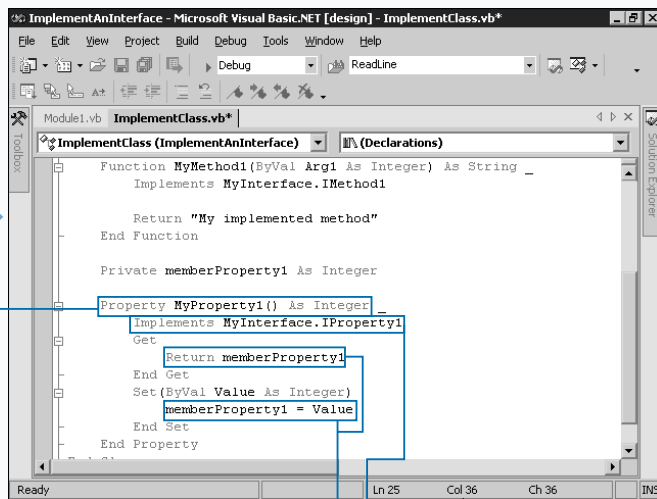 ImplementAnInterface - Microsoft Visual Basic.NET [design] - ImplementClass.vb*
File Edit View Project Build Debug Tools Window Help
Debug ReadLine
Module1.vb ImplementClass.vb*
ImplementClass (ImplementAnInterface) (Declarations)
Toolbox
Solution Explorer
Function MyMethod1(ByVal Arg1 As Integer) As String _
Implements MyInterface.IMethod1
Return "My implemented method"
End Function
Private memberProperty1 As Integer
Property MyProperty1() As Integer _
Implements MyInterface.IProperty1
Get
Return memberProperty1
End Get
Set(ByVal Value As Integer)
memberProperty1 = Value
End Set
End Property
Ready Ln 25 Col 36 Ch 36 INS